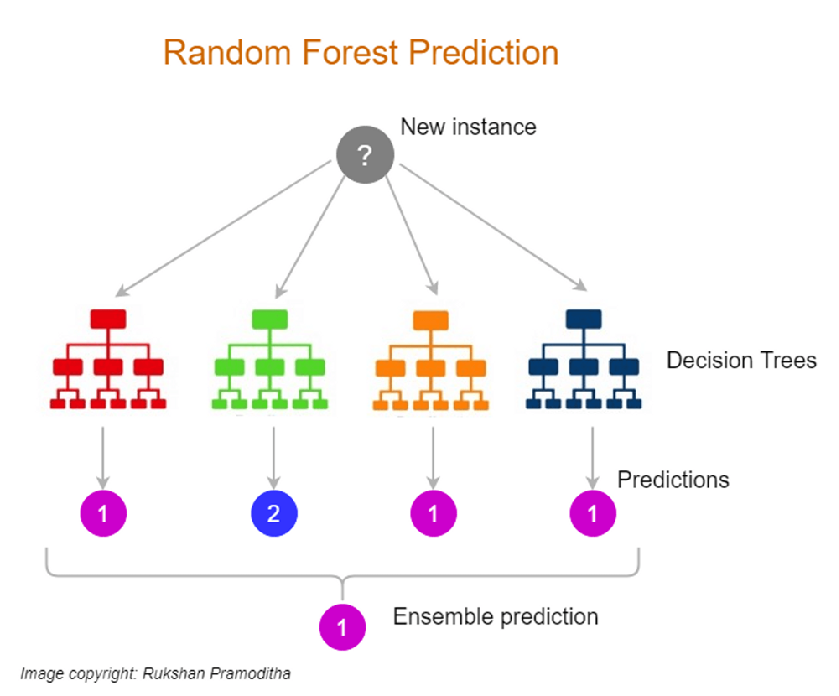 Random Forest Prediction
New instance
?
Decision Trees
Predictions
1
2
1
1
1
Ensemble prediction
Image copyright: Rukshan Pramoditha